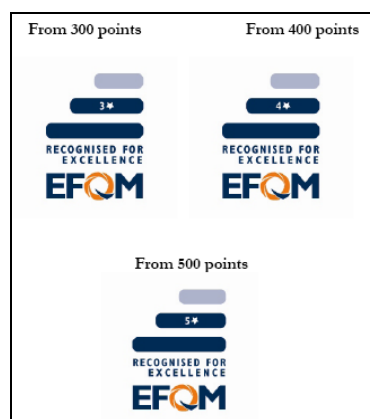 From 300 points
From 400 points
3★
4★
RECOGNISED FOR
EXCELLENCE
EFQM
RECOGNISED FOR
EXCELLENCE
EFQM
From 500 points
5★
RECOGNISED FOR
EXCELLENCE
EFQM